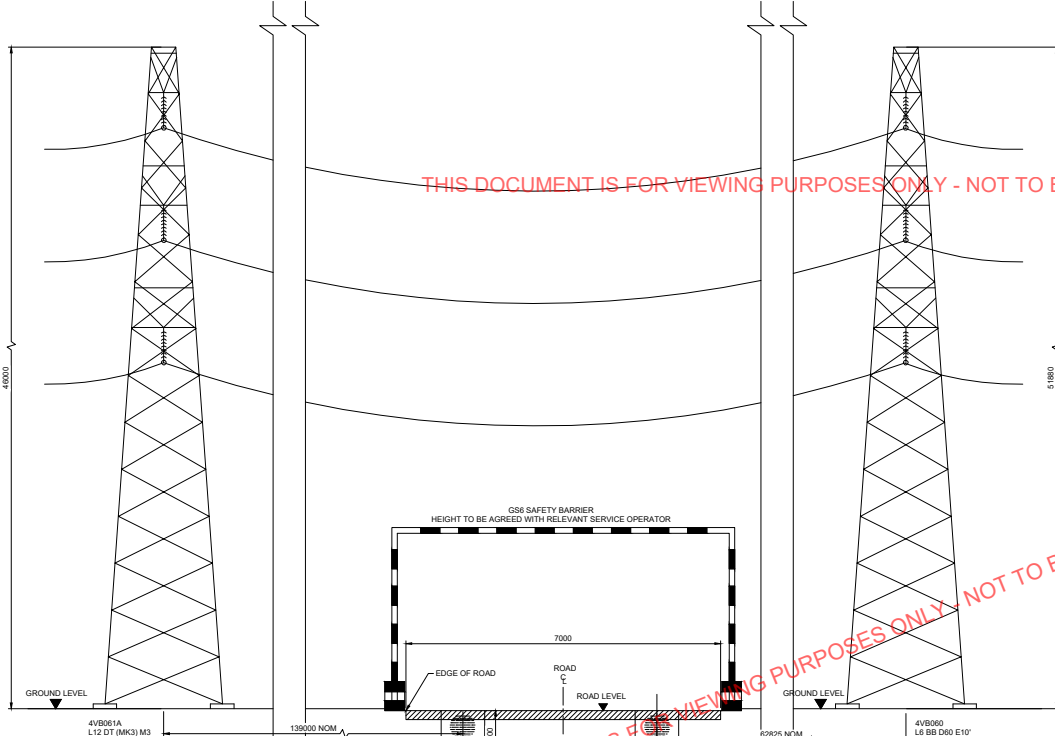 THIS DOCUMENT IS FOR VIEWING PURPOSES ONLY - NOT TO
46000
51880
GS6 SAFETY BARRIER
HEIGHT TO BE AGREED WITH RELEVANT SERVICE OPERATOR
7000
EDGE OF ROAD
ROAD
℄
ROAD LEVEL
GROUND LEVEL
GROUND LEVEL
FOR VIEWING PURPOSES ONLY - NOT TO
4VB061A
L12 DT (MK3) M3
139000 NOM
62825 NOM
4VB060
L6 BB D60 E10'